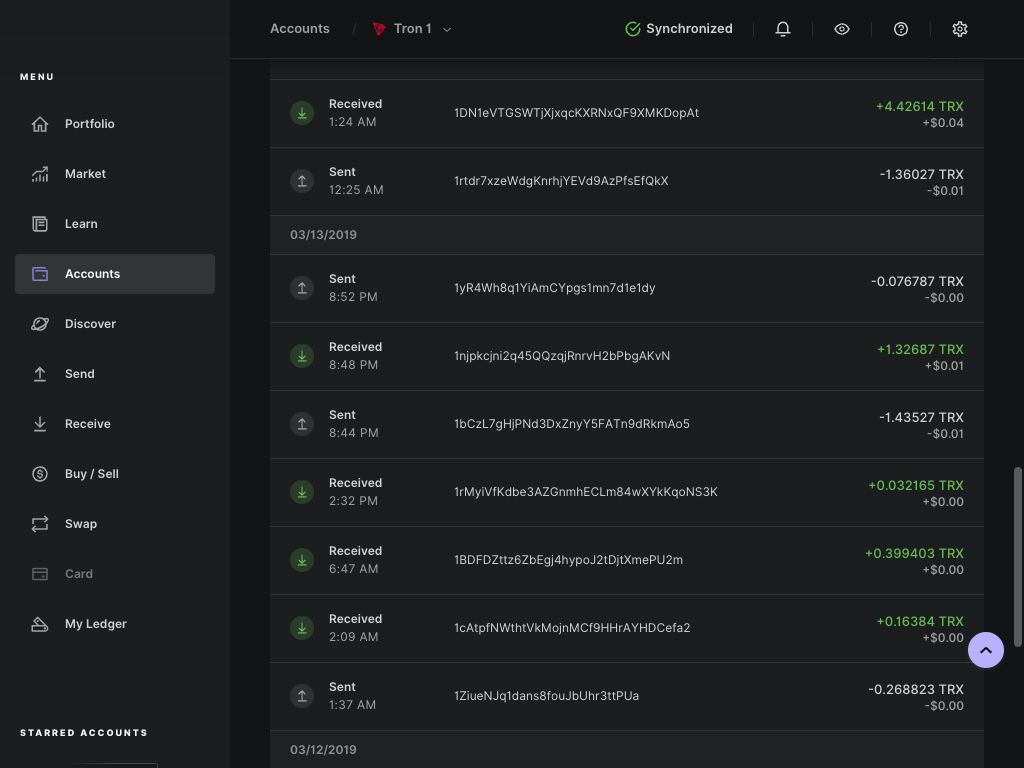 Accounts / Tron 1
Synchronized
MENU
Portfolio
Market
Learn
Accounts
Discover
Send
Receive
Buy / Sell
Swap
Card
My Ledger
STARRED ACCOUNTS
Received 1DN1eVTGSWTjXjxqcKXRNxQF9XMKDopAt +4.42614 TRX
1:24 AM +$0.04
Sent 1rtdr7xzeWdgKnrhjYEVd9AzPfsEfQkX -1.36027 TRX
12:25 AM -$0.01
03/13/2019
Sent 1yR4Wh8q1YiAmCYpgs1mn7d1e1dy -0.076787 TRX
8:52 PM -$0.00
Received 1njpkcjni2q45QQzqjRnrvH2bPbgAKvN +1.32687 TRX
8:48 PM +$0.01
Sent 1bCzL7gHjPNd3DxZnyY5FATn9dRkmAo5 -1.43527 TRX
8:44 PM -$0.01
Received 1rMyiVfKdbe3AZGnmhECLm84wXYkKqoNS3K +0.032165 TRX
2:32 PM +$0.00
Received 1BDFDZttz6ZbEgj4hypoJ2tDjtXmePU2m +0.399403 TRX
6:47 AM +$0.00
Received 1cAtpfNWthtVkMojnMCf9HHrAYHDCefa2 +0.16384 TRX
2:09 AM +$0.00
Sent 1ZiueNJq1dans8fouJbUhr3ttPUa -0.268823 TRX
1:37 AM -$0.00
03/12/2019